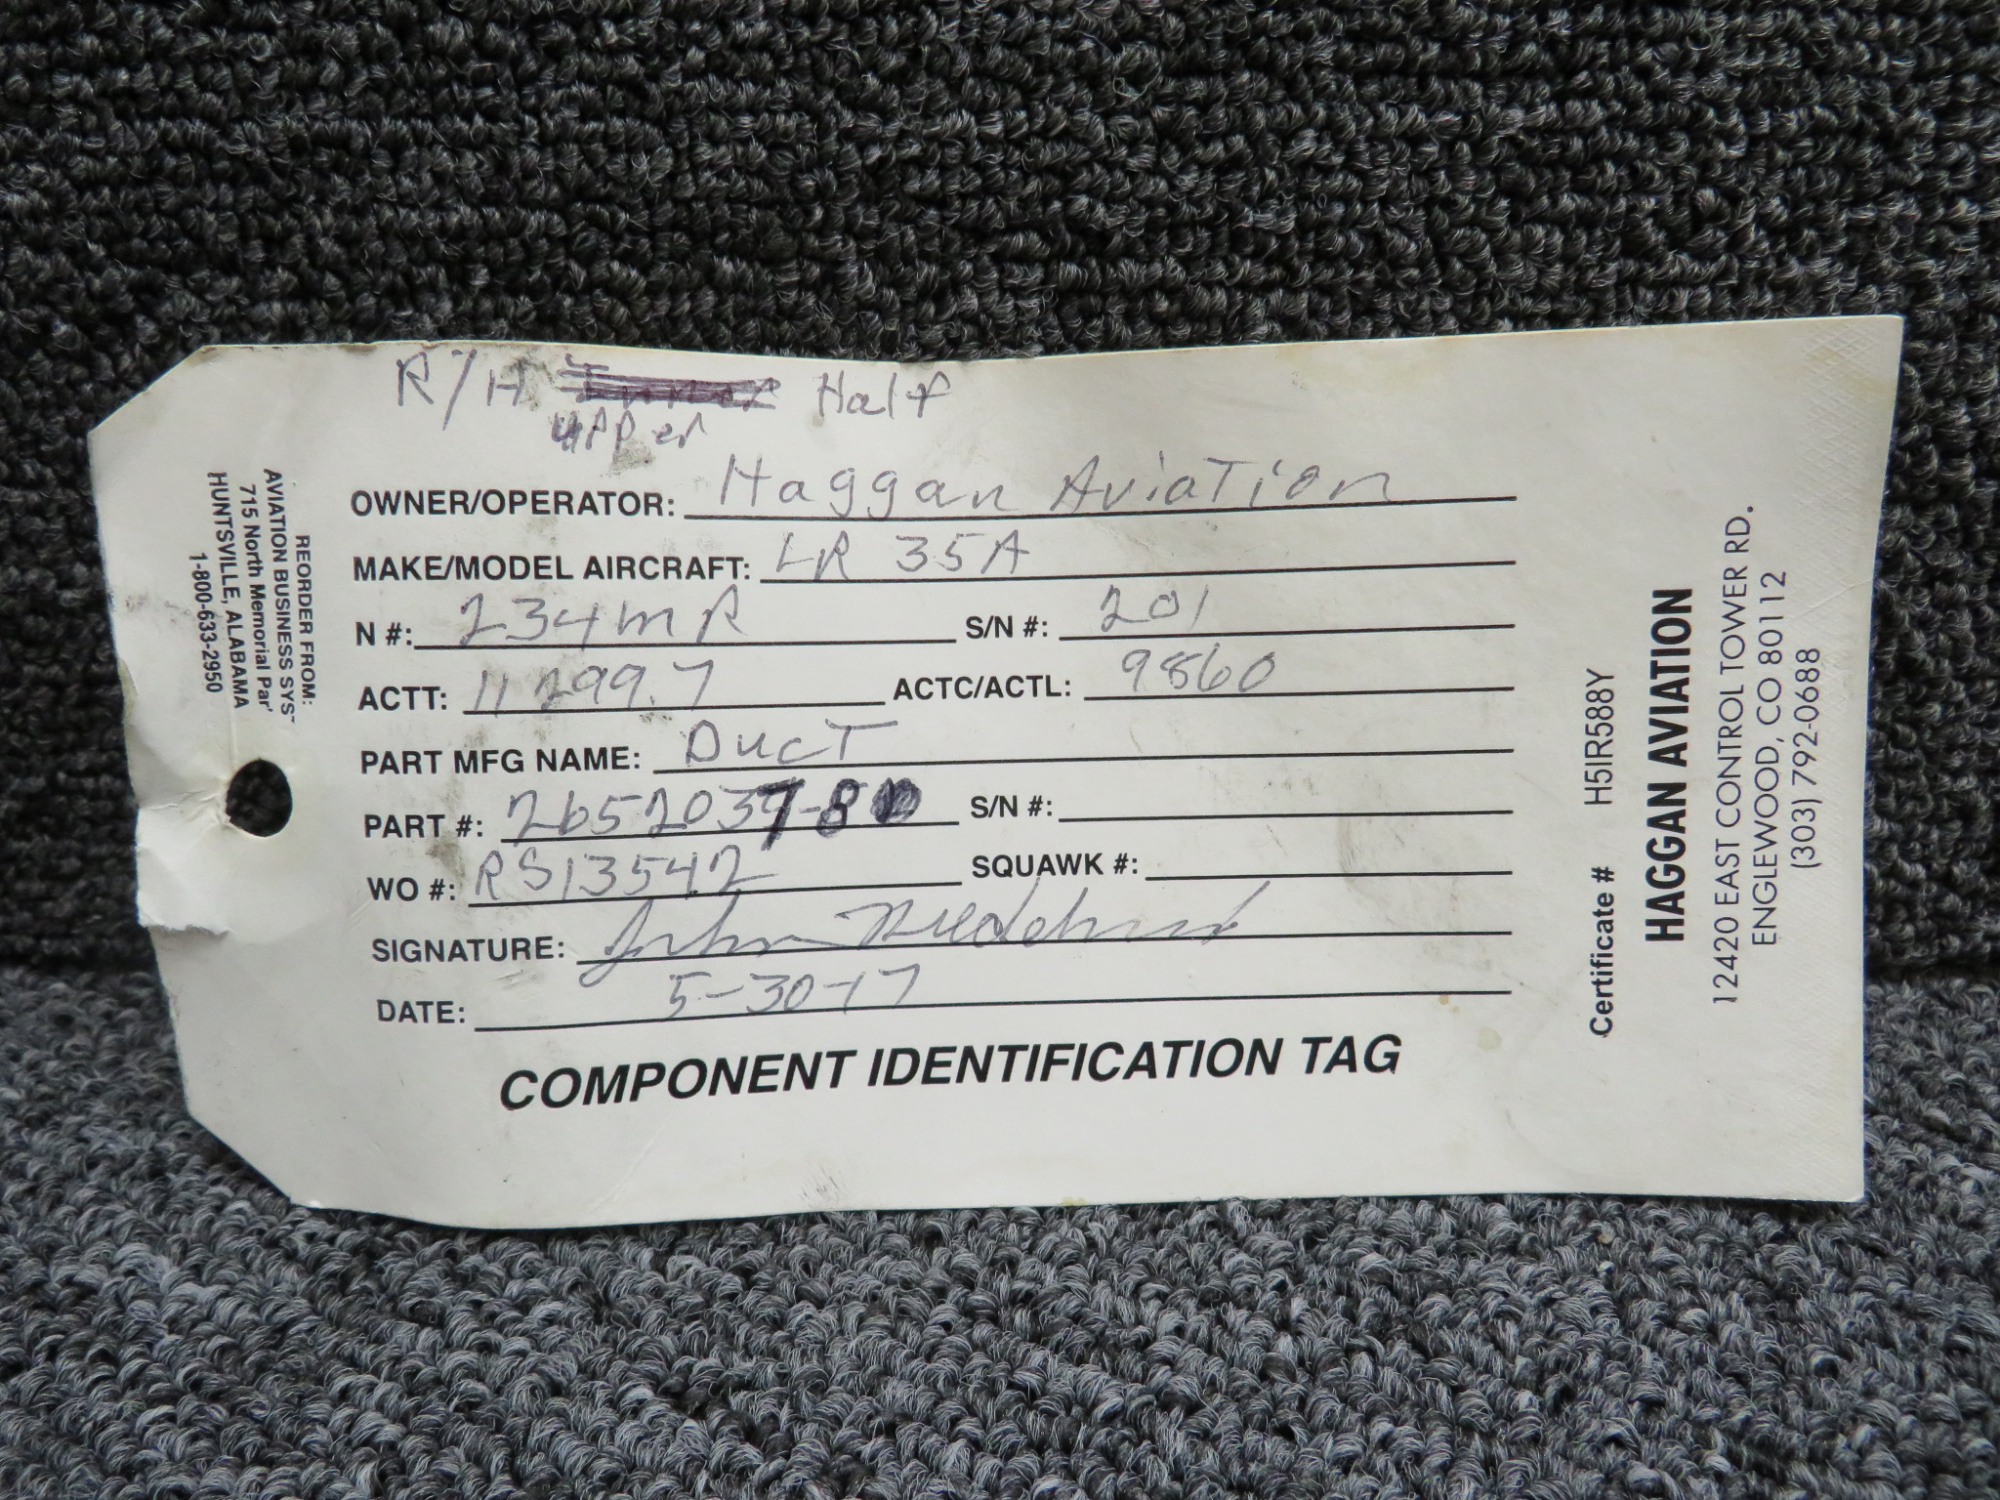 R/H Half
upper
OWNER/OPERATOR: Haggan Aviation
MAKE/MODEL AIRCRAFT: LR 35A
N #: 234MR S/N #: 201
ACTT: 11299.7 ACTC/ACTL: 9860
PART MFG NAME: Duct
PART #: 2652037-8 S/N #:
WO #: RS13542 SQUAWK #:
SIGNATURE: John
DATE: 5-30-17
COMPONENT IDENTIFICATION TAG
REORDER FROM:
AVIATION BUSINESS SYS
715 North Memorial Par
HUNTSVILLE, ALABAMA
1-800-633-2950
Certificate # H5IR588Y
HAGGAN AVIATION
12420 EAST CONTROL TOWER RD.
ENGLEWOOD, CO 80112
(303) 792-0688